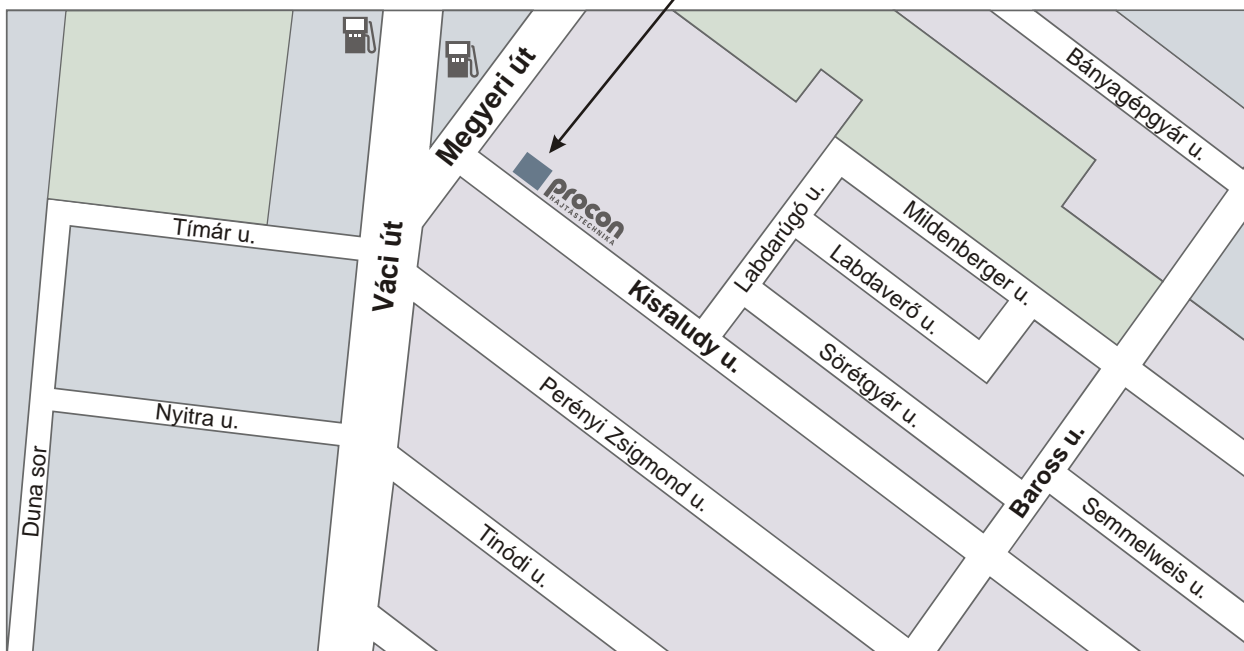 Bányagépgyár u.
Megyeri út
procon
HAJTÁSTECHNIKA
Tímár u.
Váci út
Labdarúgó u.
Mildenberger u.
Labdaverő u.
Kisfaludy u.
Sörétgyár u.
Nyitra u.
Perényi Zsigmond u.
Duna sor
Baross u.
Semmelweis u.
Tinódi u.